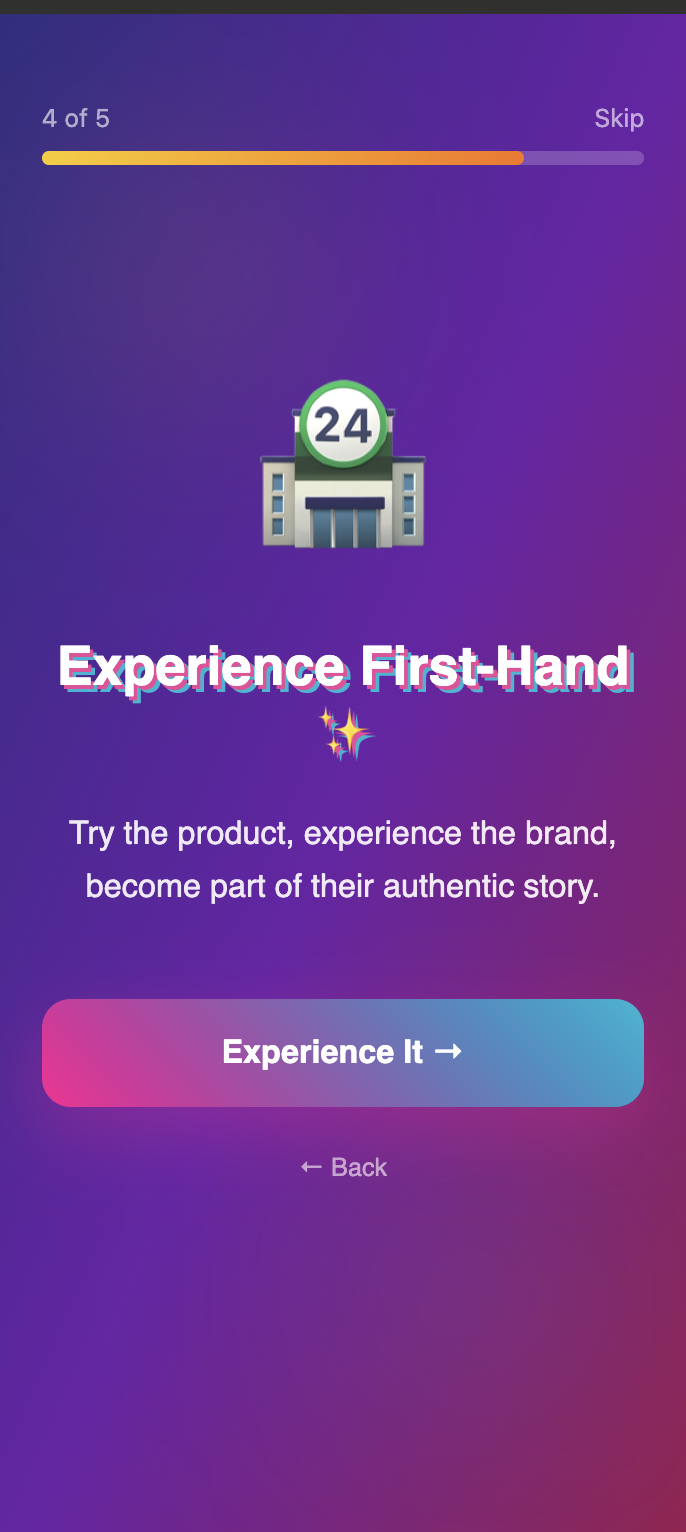 4 of 5
Skip
24
Experience First-Hand
✨
Try the product, experience the brand,
become part of their authentic story.
Experience It →
← Back